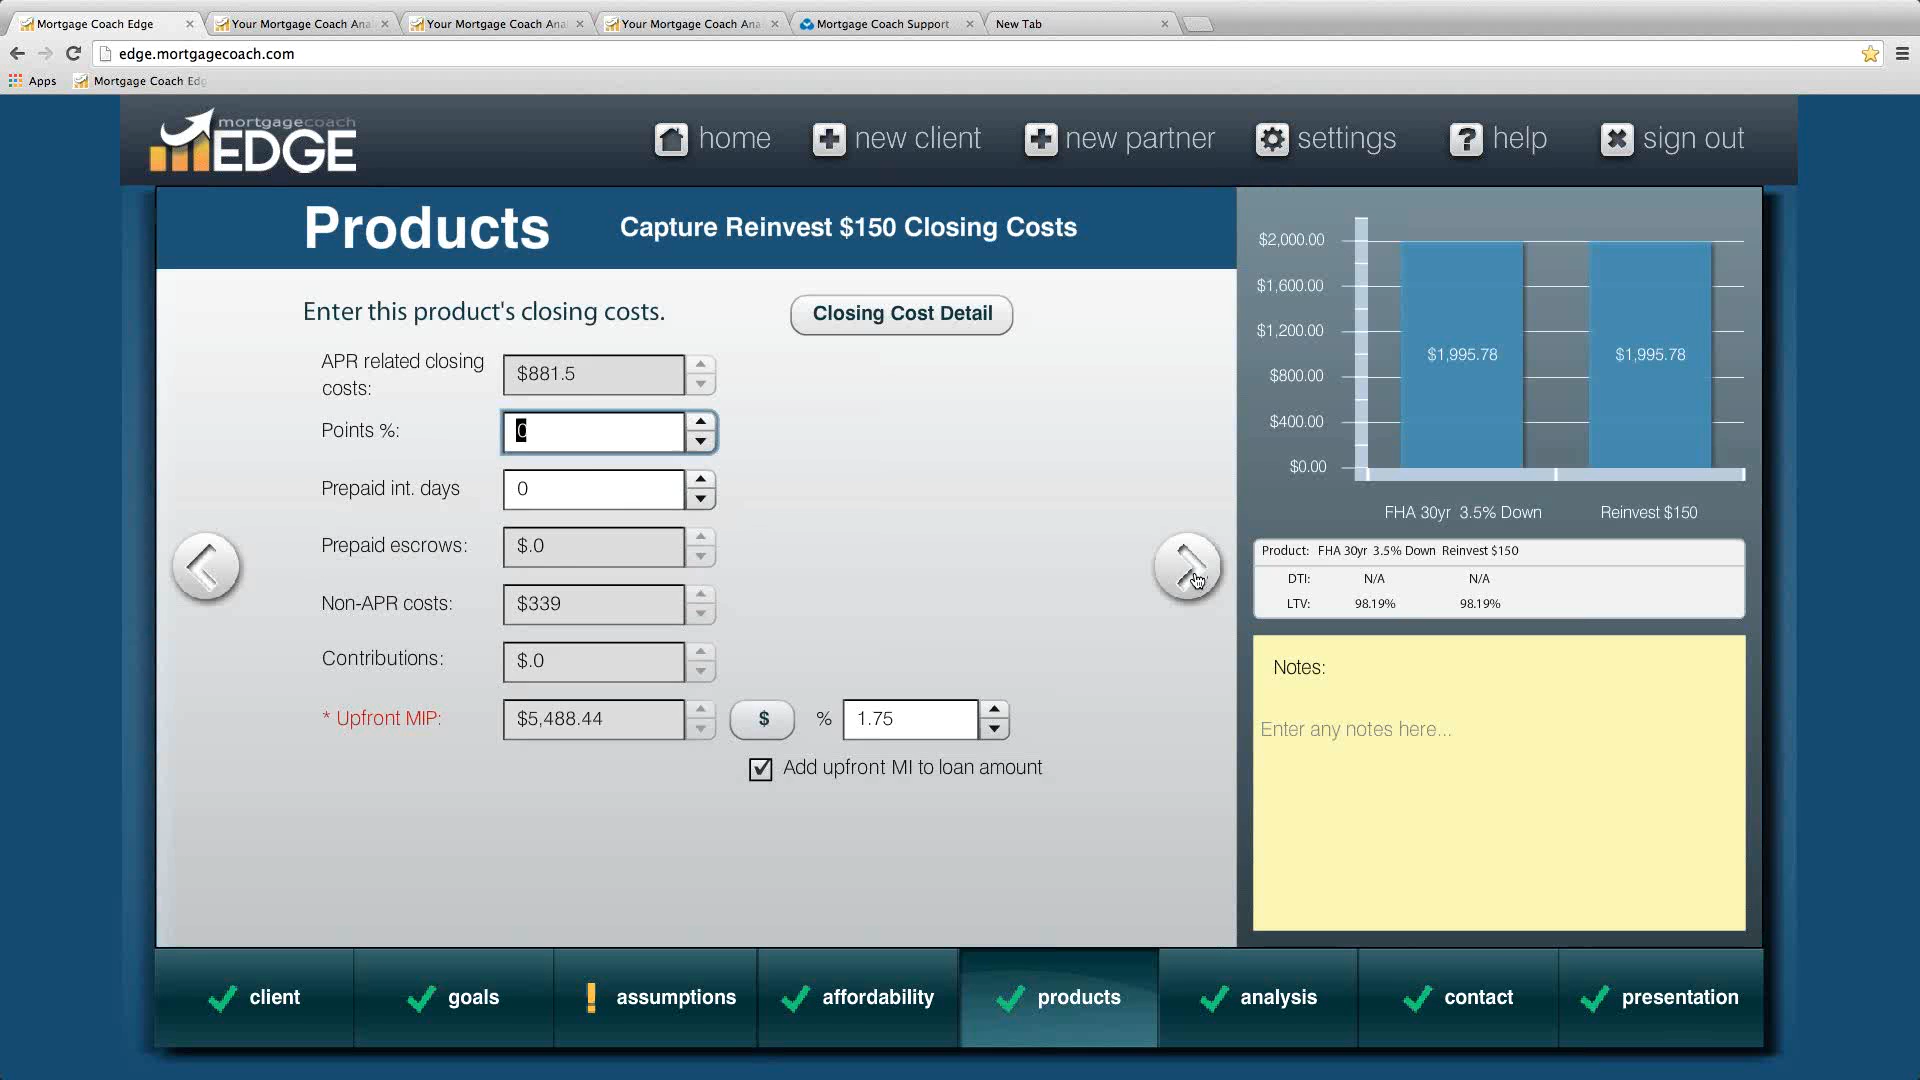 Mortgage Coach Edge
Your Mortgage Coach Ana
Your Mortgage Coach Ana
Your Mortgage Coach Ana
Mortgage Coach Support
New Tab
edge.mortgagecoach.com
Apps
Mortgage Coach Edg
mortgagecoach
EDGE
home
new client
new partner
settings
help
sign out
Products
Capture Reinvest $150 Closing Costs
Enter this product's closing costs.
Closing Cost Detail
APR related closing
costs:
$881.5
Points %:
0
Prepaid int. days
0
Prepaid escrows:
$.0
Non-APR costs:
$339
Contributions:
$.0
* Upfront MIP:
$5,488.44
$
%
1.75
Add upfront MI to loan amount
$2,000.00
$1,600.00
$1,200.00
$800.00
$400.00
$0.00
$1,995.78
$1,995.78
FHA 30yr 3.5% Down
Reinvest $150
Product: FHA 30yr 3.5% Down Reinvest $150
DTI: N/A N/A
LTV: 98.19% 98.19%
Notes:
Enter any notes here...
client
goals
assumptions
affordability
products
analysis
contact
presentation